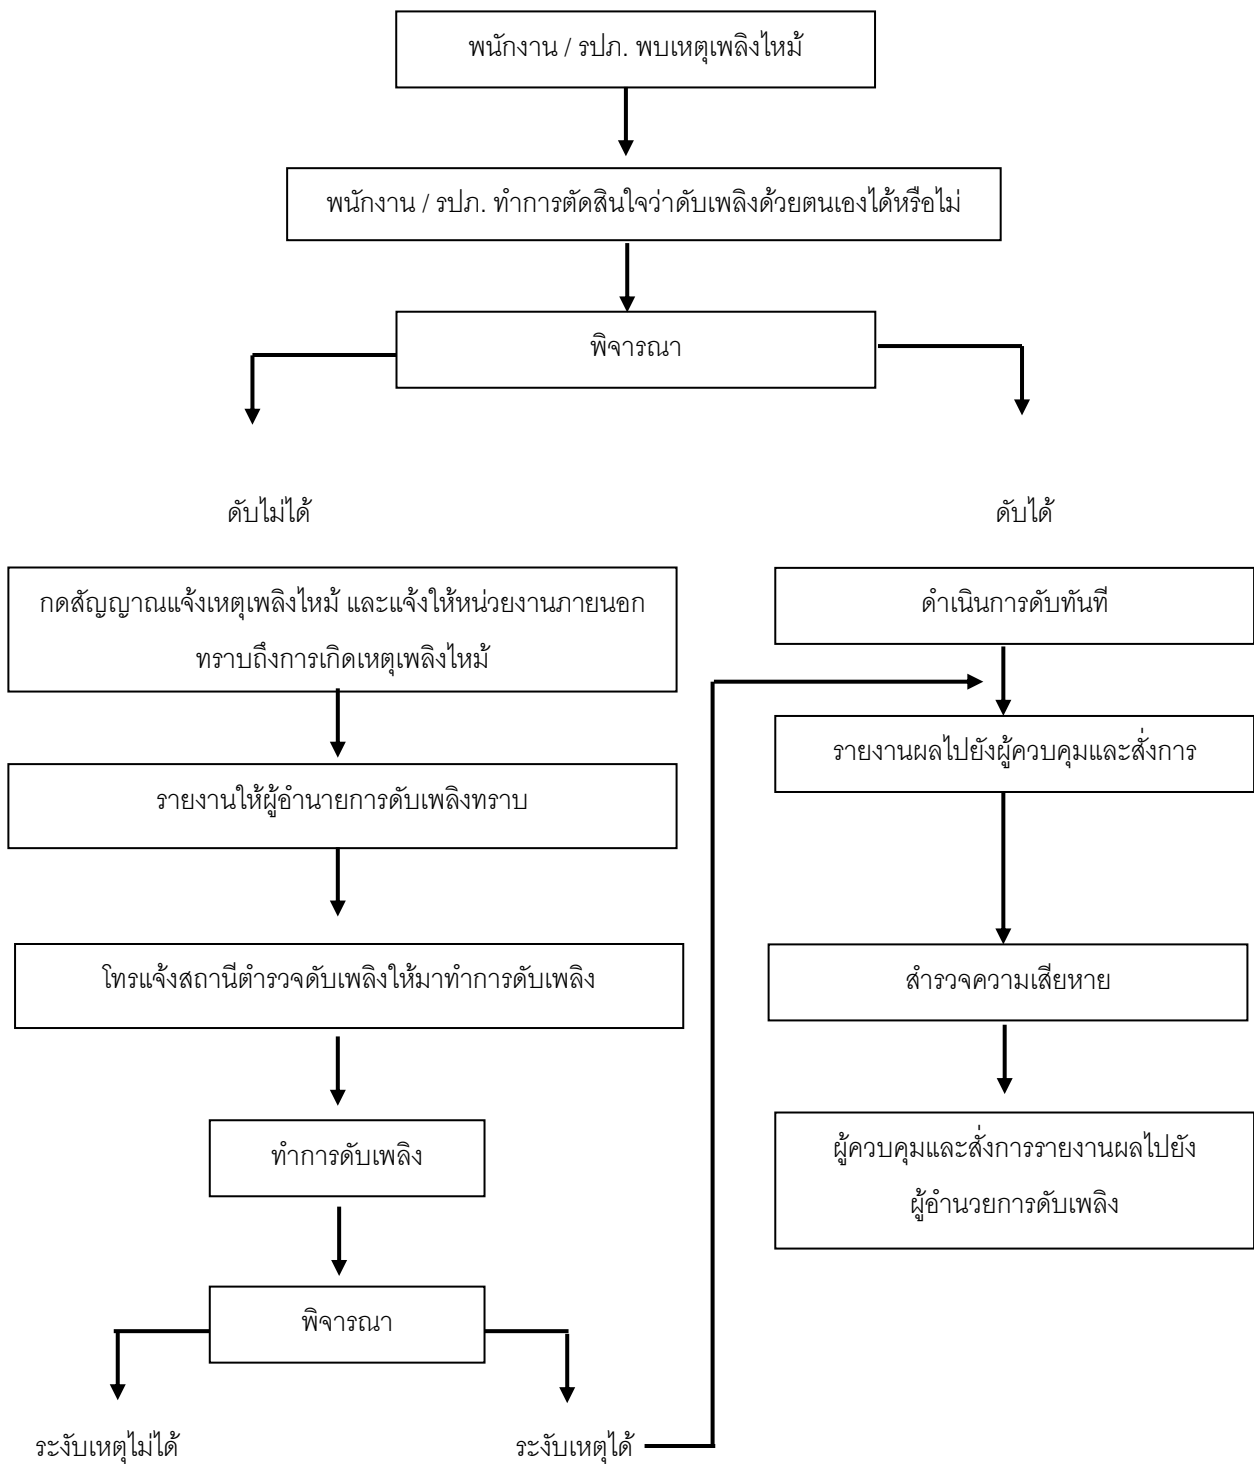 พนักงาน / รปภ. พบเหตุเพลิงไหม้
พนักงาน / รปภ. ทำการตัดสินใจว่าดับเพลิงด้วยตนเองได้หรือไม่
พิจารณา
ดับไม่ได้
ดับได้
กดสัญญาณแจ้งเหตุเพลิงไหม้ และแจ้งให้หน่วยงานภายนอก
ทราบถึงการเกิดเหตุเพลิงไหม้
ดำเนินการดับทันที
รายงานผลไปยังผู้ควบคุมและสั่งการ
รายงานให้ผู้อำนายการดับเพลิงทราบ
โทรแจ้งสถานีตำรวจดับเพลิงให้มาทำการดับเพลิง
สำรวจความเสียหาย
ทำการดับเพลิง
ผู้ควบคุมและสั่งการรายงานผลไปยัง
ผู้อำนวยการดับเพลิง
พิจารณา
ระงับเหตุไม่ได้
ระงับเหตุได้